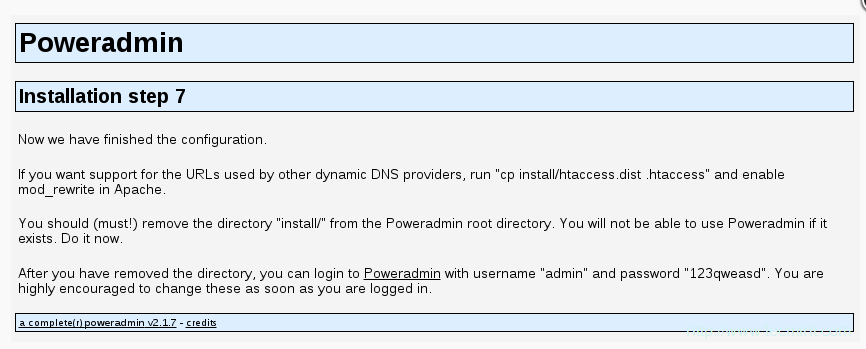 Poweradmin
Installation step 7
Now we have finished the configuration.
If you want support for the URLs used by other dynamic DNS providers, run "cp install/htaccess.dist .htaccess" and enable
mod_rewrite in Apache.
You should (must!) remove the directory "install/" from the Poweradmin root directory. You will not be able to use Poweradmin if it
exists. Do it now.
After you have removed the directory, you can login to Poweradmin with username "admin" and password "123qweasd". You are
highly encouraged to change these as soon as you are logged in.
a complete(r) poweradmin v2.1.7 - credits